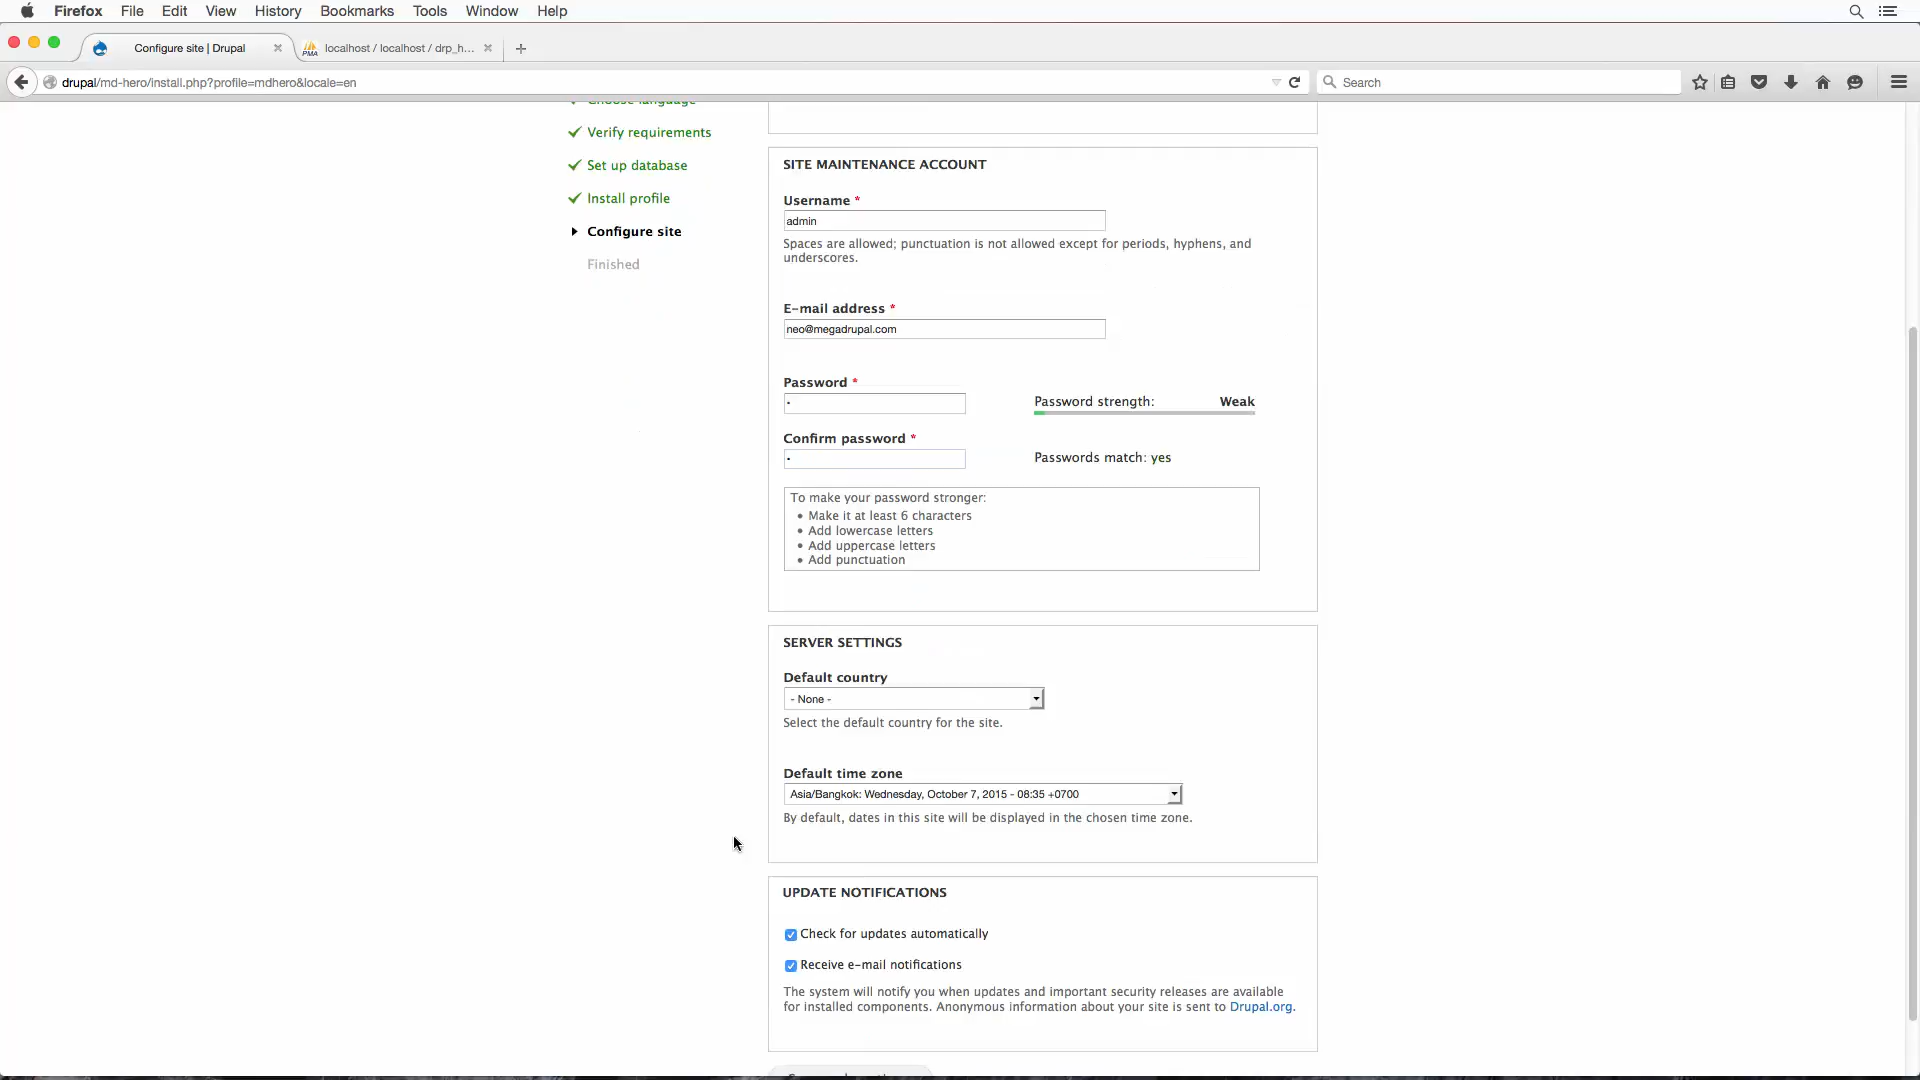 Firefox File Edit View History Bookmarks Tools Window Help
Configure site | Drupal
localhost / localhost / drp_h...
drupal/md-hero/install.php?profile=mdhero&locale=en
Search
Choose language
Verify requirements
Set up database
Install profile
Configure site
Finished
SITE MAINTENANCE ACCOUNT
Username *
admin
Spaces are allowed; punctuation is not allowed except for periods, hyphens, and
underscores.
E-mail address *
neo@megadrupal.com
Password *
Password strength: Weak
Confirm password *
Passwords match: yes
To make your password stronger:
• Make it at least 6 characters
• Add lowercase letters
• Add uppercase letters
• Add punctuation
SERVER SETTINGS
Default country
- None -
Select the default country for the site.
Default time zone
Asia/Bangkok: Wednesday, October 7, 2015 - 08:35 +0700
By default, dates in this site will be displayed in the chosen time zone.
UPDATE NOTIFICATIONS
Check for updates automatically
Receive e-mail notifications
The system will notify you when updates and important security releases are available
for installed components. Anonymous information about your site is sent to Drupal.org.